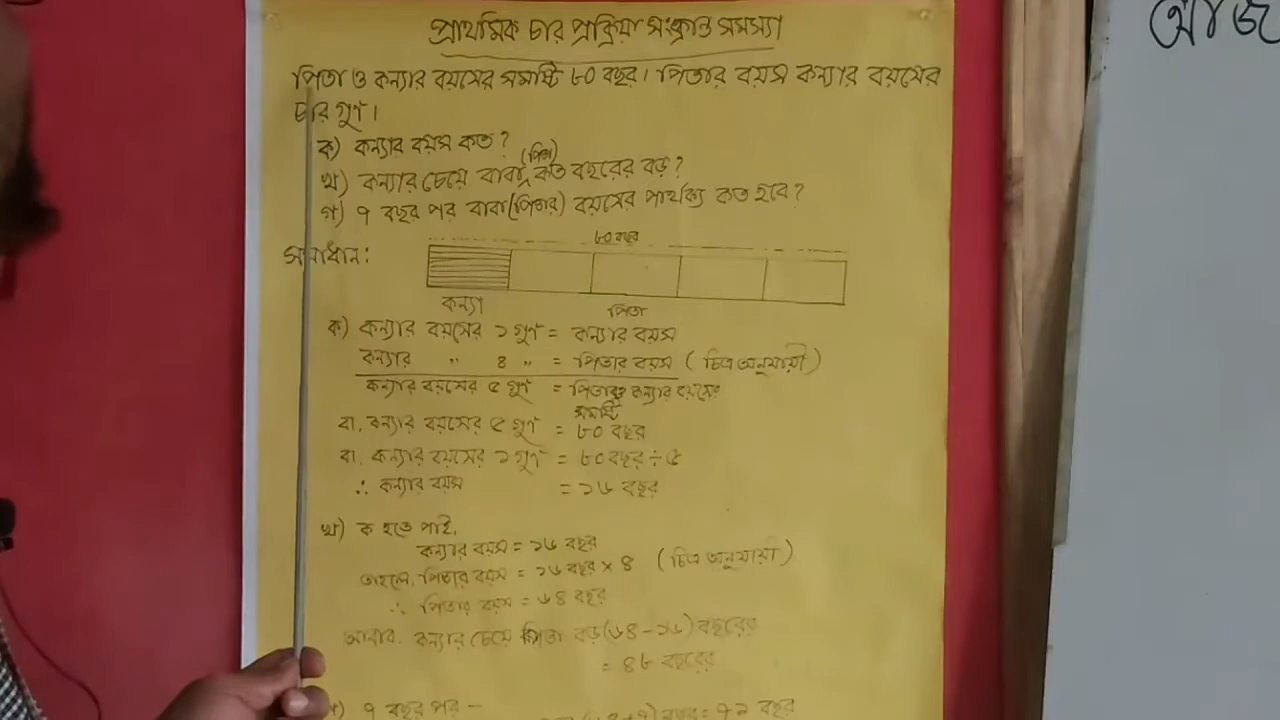 আজ
প্রাথমিক চার প্রক্রিয়া সংক্রান্ত সমস্যা
পিতা ও কন্যার বয়সের সমষ্টি ৮০ বছর। পিতার বয়স কন্যার বয়সের
চার গুণ।
ক) কন্যার বয়স কত?
খ) কন্যার চেয়ে বাবা (পিতা) কত বছরের বড়?
গ) ৭ বছর পর বাবা(পিতার) বয়সের পার্থক্য কত হবে?
সমাধান:
৮০ বছর
কন্যা পিতা
ক) কন্যার বয়সের ১ গুণ = কন্যার বয়স
কন্যার " ৪ " = পিতার বয়স (চিত্র অনুযায়ী)
কন্যার বয়সের ৫ গুণ = পিতার ও কন্যার বয়সের
সমষ্টি
বা, কন্যার বয়সের ৫ গুণ = ৮০ বছর
বা, কন্যার বয়সের ১ গুণ = ৮০ বছর ÷ ৫
∴ কন্যার বয়স = ১৬ বছর
খ) ক হতে পাই,
কন্যার বয়স = ১৬ বছর
তাহলে, পিতার বয়স = ১৬ বছর × ৪ (চিত্র অনুযায়ী)
∴ পিতার বয়স = ৬৪ বছর
আবার, কন্যার চেয়ে পিতা বড় (৬৪-১৬) বছরের
= ৪৮ বছরের
গ) ৭ বছর পর -
বছর = ৭১ বছর